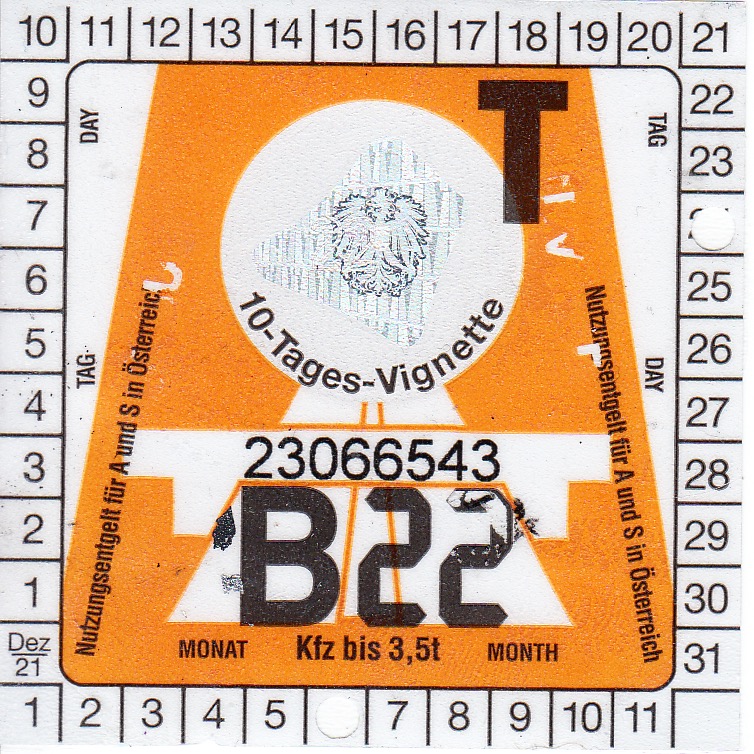 10 11 12 13 14 15 16 17 18 19 20 21
9
8
7
6
5
4
3
2
1
Dez
21
DAY
TAG
T
TAG
DAY
22
23
25
26
27
28
29
30
31
10-Tages-Vignette
Nutzungsentgelt für A und S in Österreich
Nutzungsentgelt für A und S in Österreich
23066543
B22
MONAT Kfz bis 3,5t MONTH
1 2 3 4 5 7 8 9 10 11